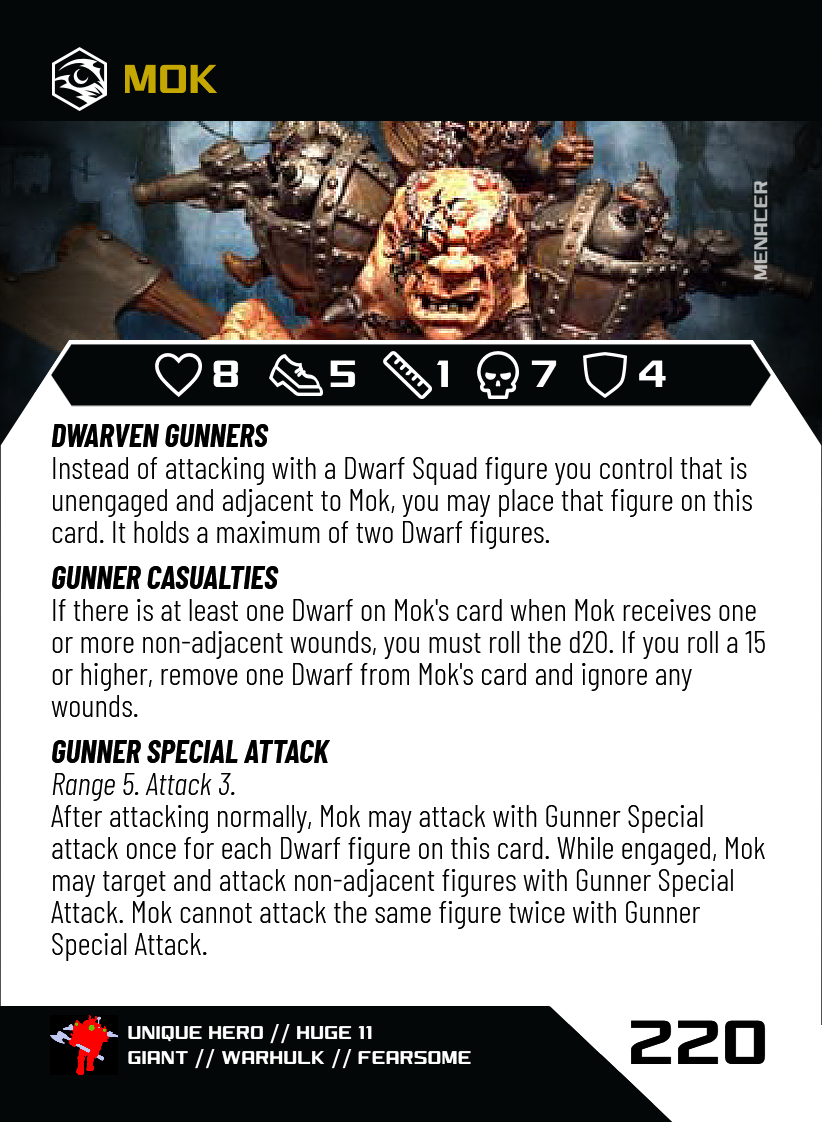 MOK
MENACER
8 5 1 7 4
DWARVEN GUNNERS
Instead of attacking with a Dwarf Squad figure you control that is
unengaged and adjacent to Mok, you may place that figure on this
card. It holds a maximum of two Dwarf figures.
GUNNER CASUALTIES
If there is at least one Dwarf on Mok's card when Mok receives one
or more non-adjacent wounds, you must roll the d20. If you roll a 15
or higher, remove one Dwarf from Mok's card and ignore any
wounds.
GUNNER SPECIAL ATTACK
Range 5. Attack 3.
After attacking normally, Mok may attack with Gunner Special
attack once for each Dwarf figure on this card. While engaged, Mok
may target and attack non-adjacent figures with Gunner Special
Attack. Mok cannot attack the same figure twice with Gunner
Special Attack.
UNIQUE HERO // HUGE 11
GIANT // WARHULK // FEARSOME
220